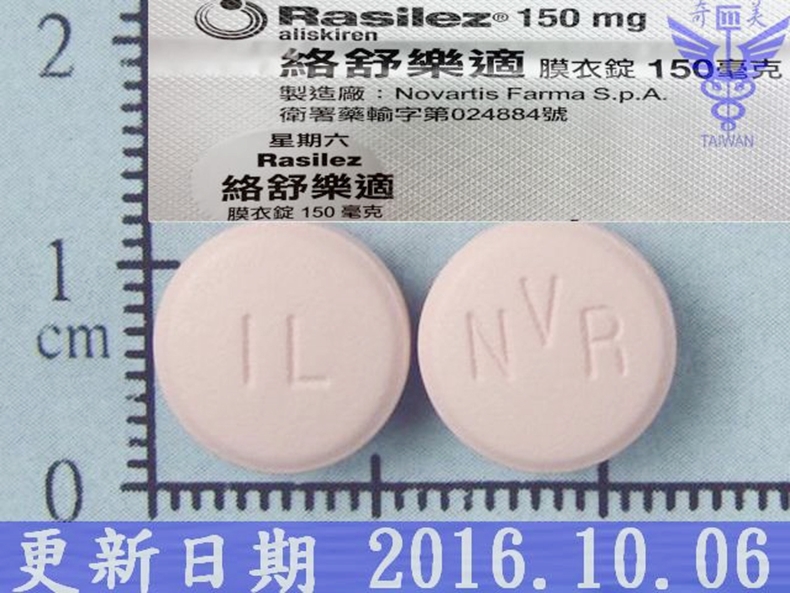 2
1
cm
0
Rasilez® 150 mg
aliskiren
絡舒樂適 膜衣錠 150毫克
製造廠：Novartis Farma S.p.A.
衛署藥輸字第024884號
星期六
Rasilez
絡舒樂適
膜衣錠 150 毫克
奇美
TAIWAN
IL
NVR
更新日期 2016.10.06